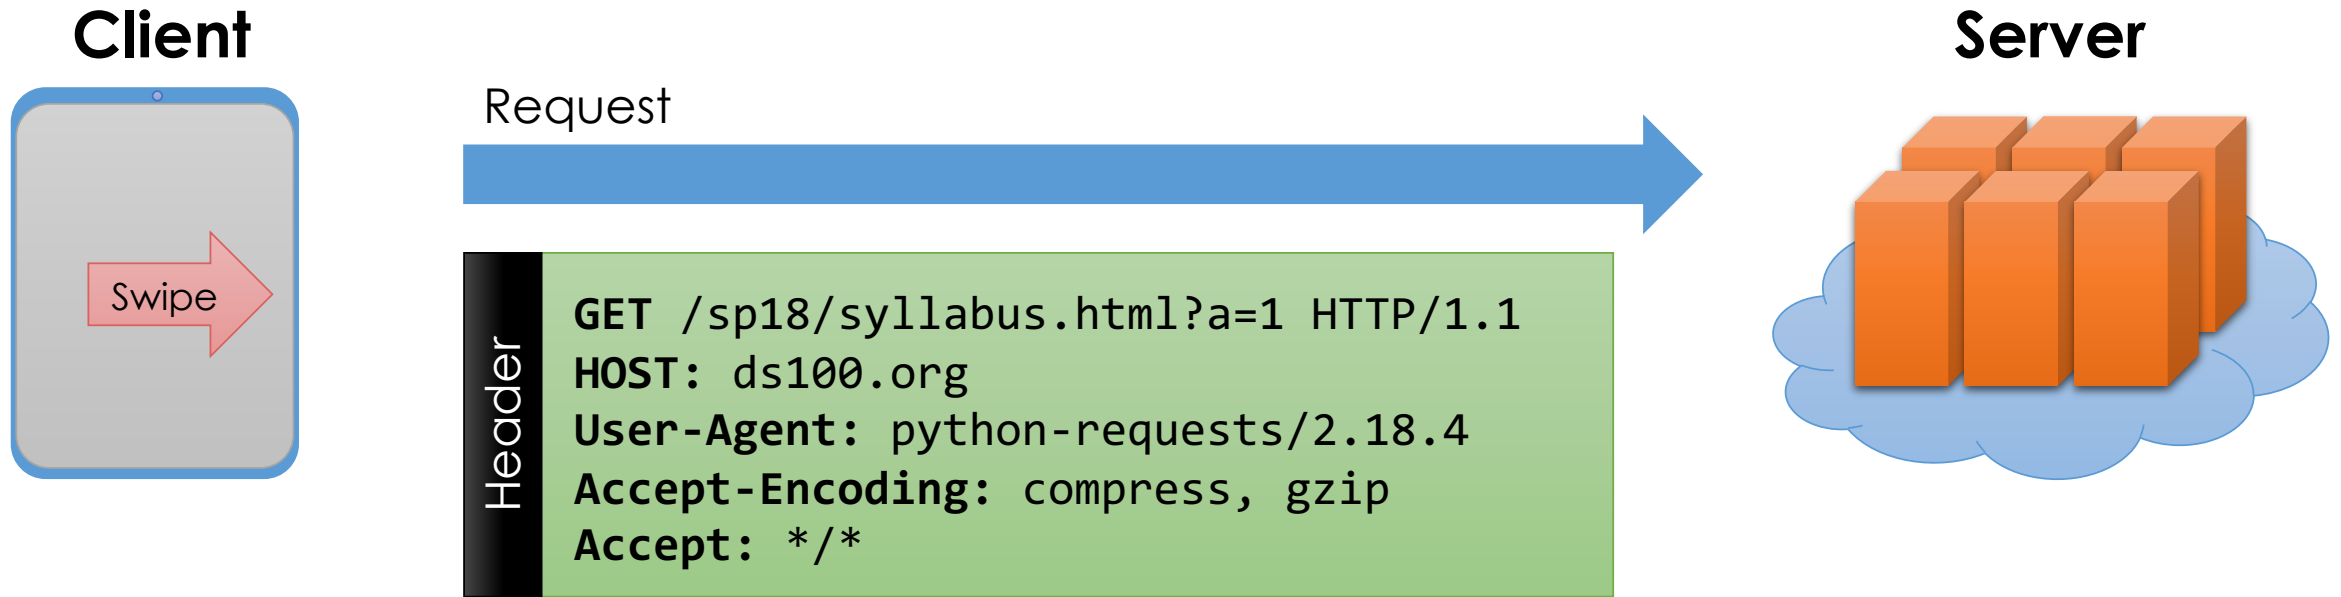 Client
Server
Request
Swipe
Header
GET /sp18/syllabus.html?a=1 HTTP/1.1
HOST: ds100.org
User-Agent: python-requests/2.18.4
Accept-Encoding: compress, gzip
Accept: */*